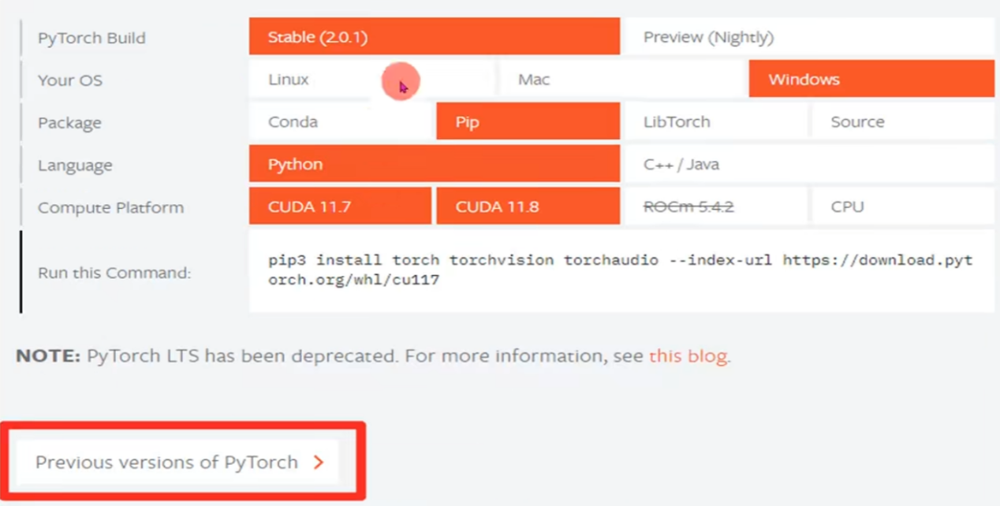 PyTorch Build Stable (2.0.1) Preview (Nightly)
Your OS Linux Mac Windows
Package Conda Pip LibTorch Source
Language Python C++ / Java
Compute Platform CUDA 11.7 CUDA 11.8 ROCm 5.4.2 CPU
Run this Command: pip3 install torch torchvision torchaudio --index-url https://download.pyt
orch.org/whl/cu117
NOTE: PyTorch LTS has been deprecated. For more information, see this blog.
Previous versions of PyTorch >